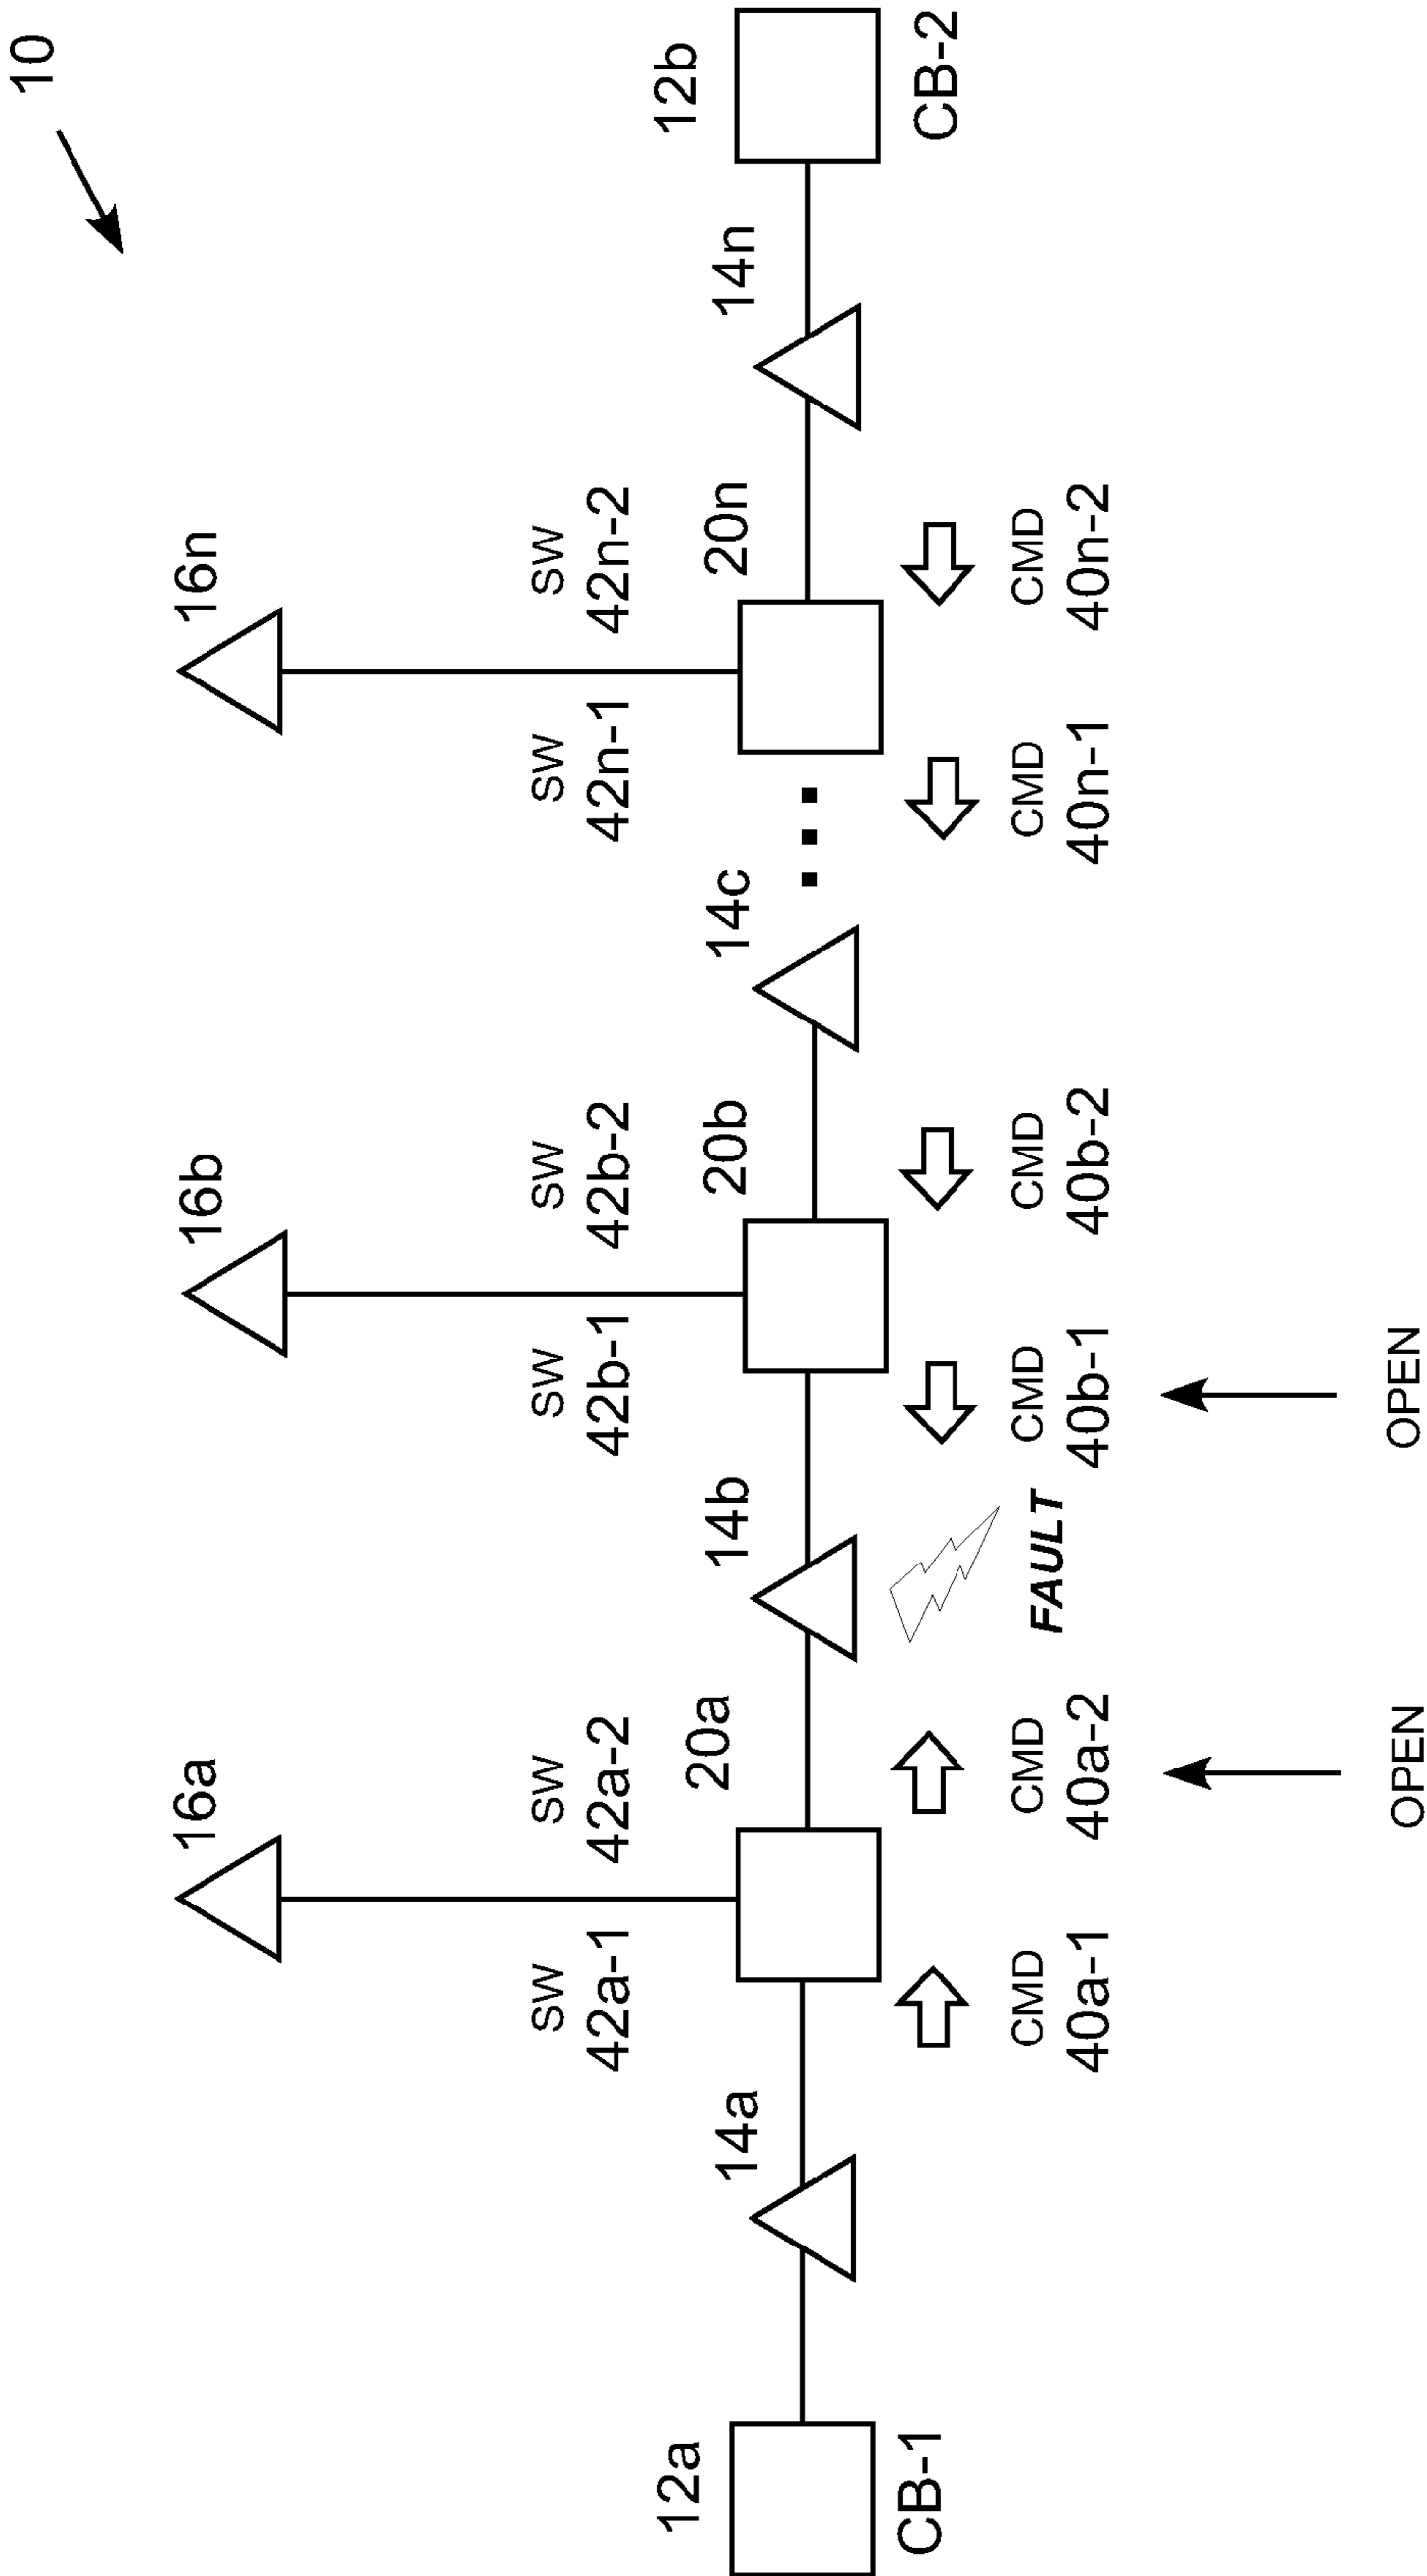 10
16a
16b
16n
SW
SW
SW
SW
SW
SW
42a-1
42a-2
42b-1
42b-2
42n-1
42n-2
12a
14a
20a
14b
20b
14c
20n
14n
12b
CB-1
CB-2
CMD
CMD
FAULT
CMD
CMD
CMD
CMD
40a-1
40a-2
40b-1
40b-2
40n-1
40n-2
OPEN
OPEN